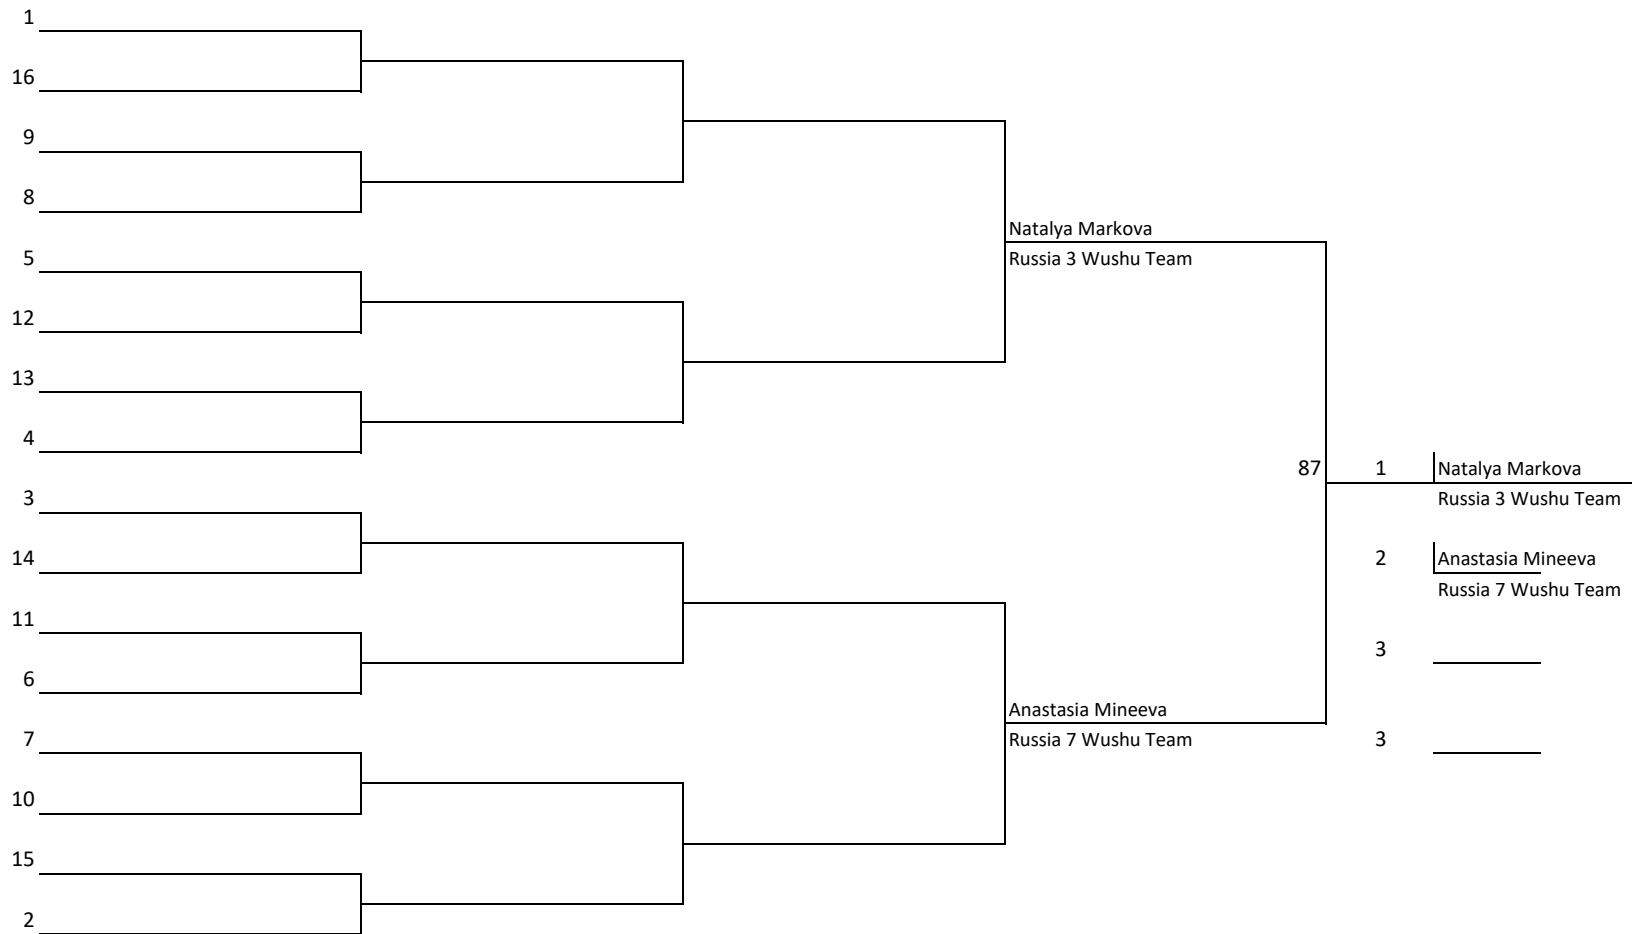 1
16
9
8
5
12
13
4
3
14
11
6
7
10
15
2
Natalya Markova
Russia 3 Wushu Team
Anastasia Mineeva
Russia 7 Wushu Team
87
1
Natalya Markova
Russia 3 Wushu Team
2
Anastasia Mineeva
Russia 7 Wushu Team
3
3